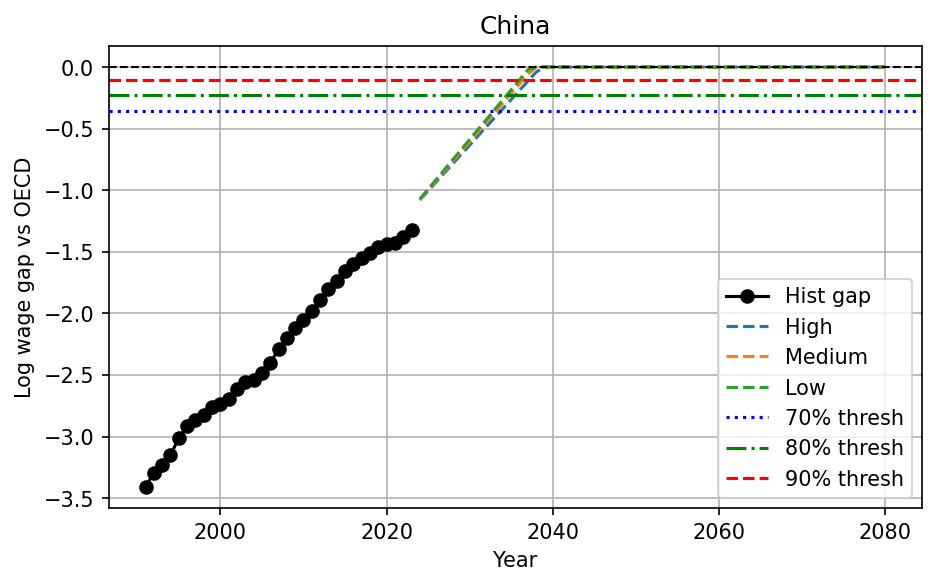 China
Log wage gap vs OECD
0.0
−0.5
−1.0
−1.5
−2.0
−2.5
−3.0
−3.5
Hist gap
High
Medium
Low
70% thresh
80% thresh
90% thresh
2000 2020 2040 2060 2080
Year